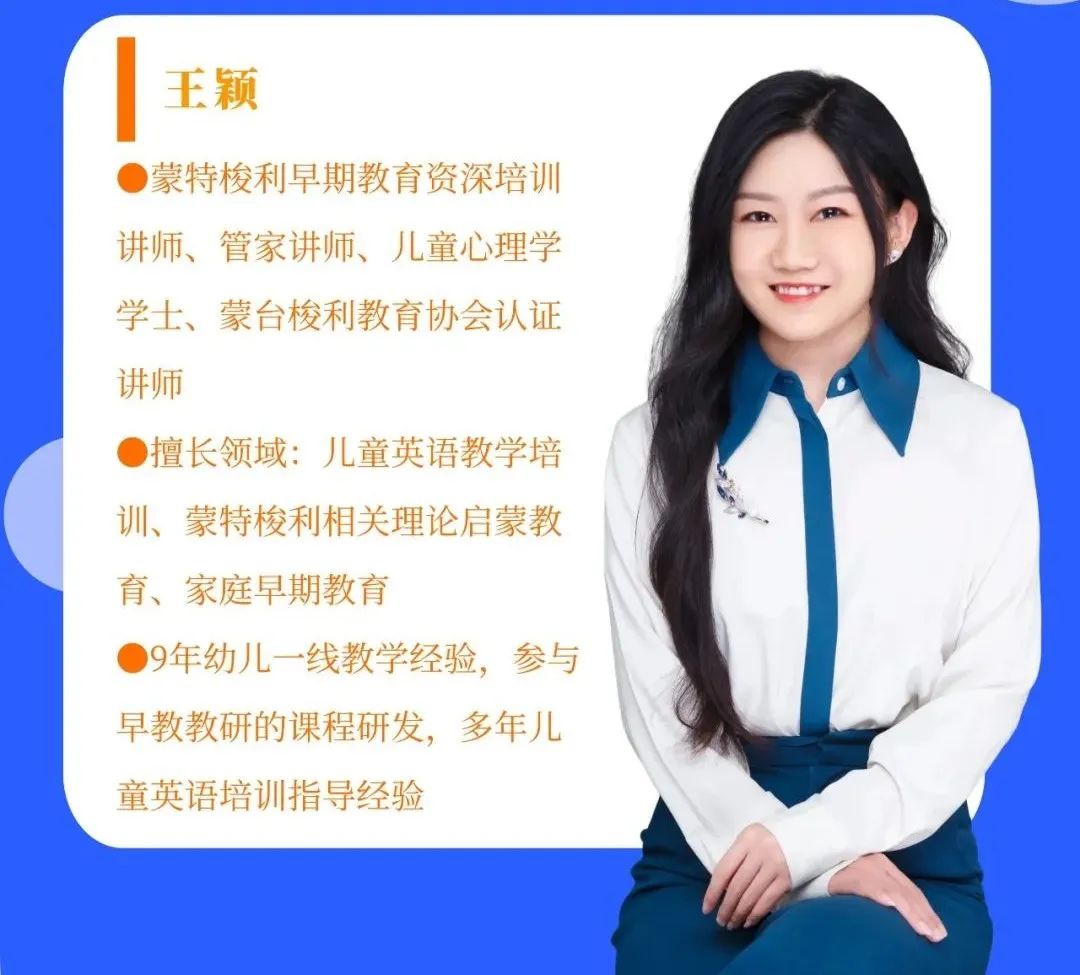 王颖
●蒙特梭利早期教育资深培训
讲师、管家讲师、儿童心理学
学士、蒙台梭利教育协会认证
讲师
●擅长领域：儿童英语教学培
训、蒙特梭利相关理论启蒙教
育、家庭早期教育
●9年幼儿一线教学经验，参与
早教教研的课程研发，多年儿
童英语培训指导经验